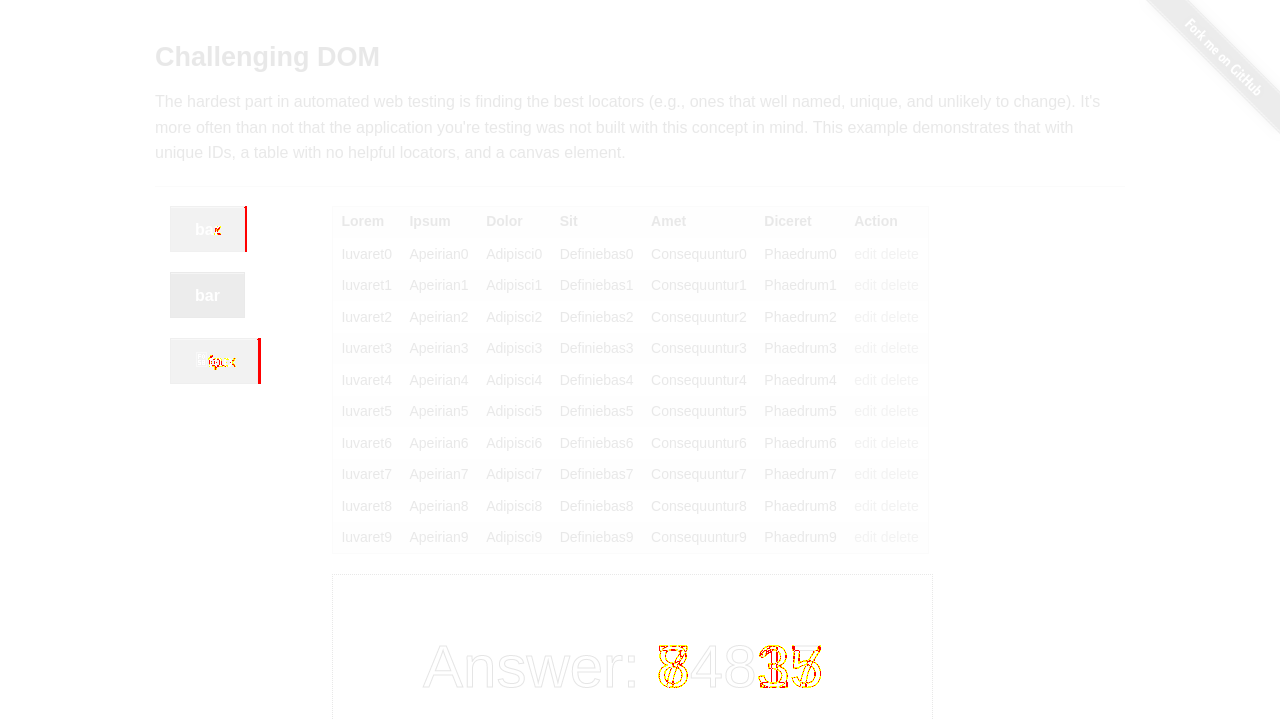 Fork me on GitHub
Challenging DOM
The hardest part in automated web testing is finding the best locators (e.g., ones that well named, unique, and unlikely to change). It's
more often than not that the application you're testing was not built with this concept in mind. This example demonstrates that with
unique IDs, a table with no helpful locators, and a canvas element.
bar
Lorem Ipsum Dolor Sit Amet Diceret Action
Iuvaret0 Apeirian0 Adipisci0 Definiebas0 Consequuntur0 Phaedrum0 edit delete
Iuvaret1 Apeirian1 Adipisci1 Definiebas1 Consequuntur1 Phaedrum1 edit delete
Iuvaret2 Apeirian2 Adipisci2 Definiebas2 Consequuntur2 Phaedrum2 edit delete
Iuvaret3 Apeirian3 Adipisci3 Definiebas3 Consequuntur3 Phaedrum3 edit delete
Iuvaret4 Apeirian4 Adipisci4 Definiebas4 Consequuntur4 Phaedrum4 edit delete
Iuvaret5 Apeirian5 Adipisci5 Definiebas5 Consequuntur5 Phaedrum5 edit delete
Iuvaret6 Apeirian6 Adipisci6 Definiebas6 Consequuntur6 Phaedrum6 edit delete
Iuvaret7 Apeirian7 Adipisci7 Definiebas7 Consequuntur7 Phaedrum7 edit delete
Iuvaret8 Apeirian8 Adipisci8 Definiebas8 Consequuntur8 Phaedrum8 edit delete
Iuvaret9 Apeirian9 Adipisci9 Definiebas9 Consequuntur9 Phaedrum9 edit delete
Answer: